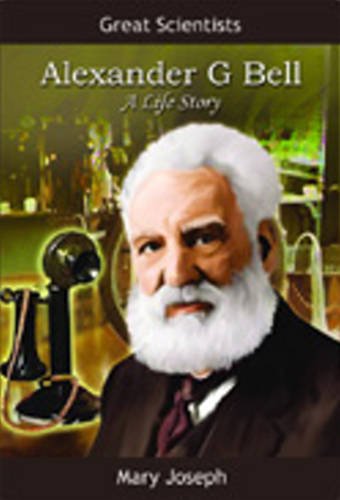 Great Scientists
Alexander G Bell
A Life Story
Mary Joseph